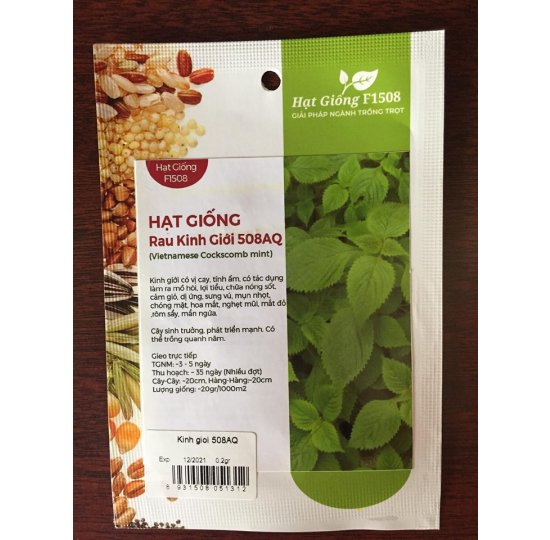 Hạt Giống F1508
GIẢI PHÁP NGÀNH TRỒNG TRỌT
Hạt Giống
F1508
HẠT GIỐNG
Rau Kinh Giới 508AQ
(Vietnamese Cockscomb mint)
Kinh giới có vị cay, tính ấm, có tác dụng
làm ra mồ hôi, lợi tiểu, chữa nóng sốt,
cảm gió, dị ứng, sưng vú, mụn nhọt,
chóng mặt, hoa mắt, nghẹt mũi, mắt đỏ
,rôm sẩy, mẩn ngứa.
Cây sinh trưởng, phát triển mạnh. Có
thể trồng quanh năm.
Gieo trực tiếp
TGNM: ~3 - 5 ngày
Thu hoạch: ~ 35 ngày (Nhiều đợt)
Cây-Cây: ~20cm, Hàng-Hàng:~20cm
Lượng giống: ~20gr/1000m2
Kinh gioi 508AQ
Exp 12/2021 0.2gr
8 931508 051312